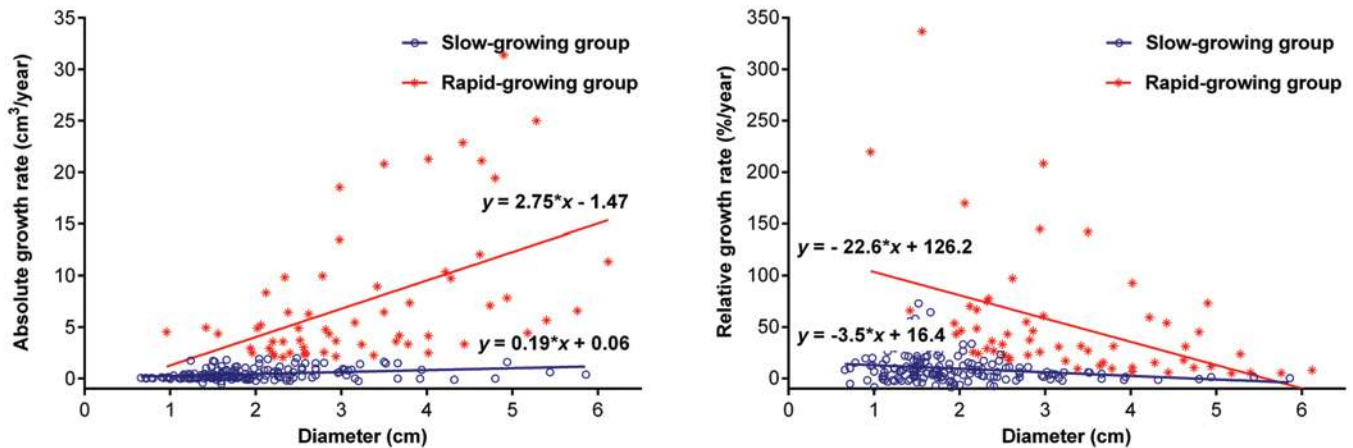 35
30
25
20
15
10
5
0
Absolute growth rate (cm³/year)
Slow-growing group
Rapid-growing group
y = 2.75*x - 1.47
y = 0.19*x + 0.06
0 1 2 3 4 5 6
Diameter (cm)
350
300
250
200
150
100
50
0
Relative growth rate (%/year)
Slow-growing group
Rapid-growing group
y = - 22.6*x + 126.2
y = -3.5*x + 16.4
0 1 2 3 4 5 6
Diameter (cm)